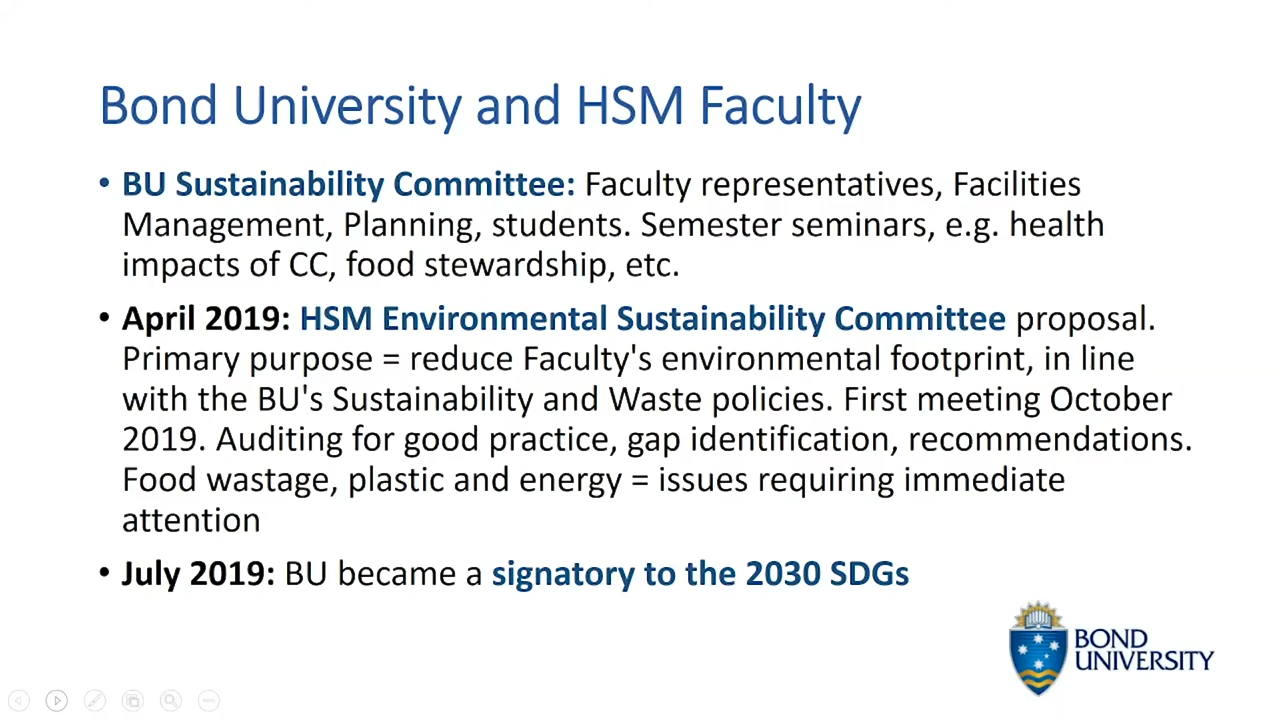 Bond University and HSM Faculty
• BU Sustainability Committee: Faculty representatives, Facilities
Management, Planning, students. Semester seminars, e.g. health
impacts of CC, food stewardship, etc.
• April 2019: HSM Environmental Sustainability Committee proposal.
Primary purpose = reduce Faculty's environmental footprint, in line
with the BU's Sustainability and Waste policies. First meeting October
2019. Auditing for good practice, gap identification, recommendations.
Food wastage, plastic and energy = issues requiring immediate
attention
• July 2019: BU became a signatory to the 2030 SDGs
BOND
UNIVERSITY